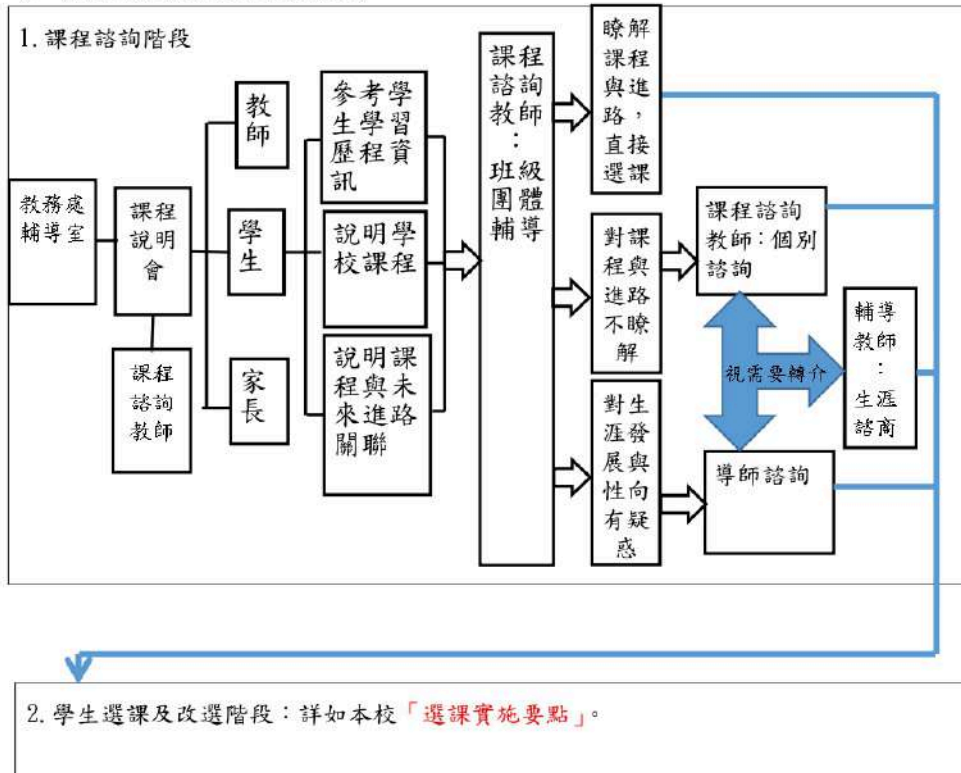 1. 課程諮詢階段
教務處
輔導室
課程
說明
會
課程
諮詢
教師
教
師
學
生
家
長
參考學
生學習
歷程資
訊
說明學
校課程
說明課
程與未
來進路
關聯
課程
諮詢
教師
：
班級
團體
輔導
瞭解
課程
與進
路，
直接
選課
對課
程與
進路
不瞭
解
對生
涯發
展與
性向
有疑
惑
課程諮詢
教師：個別
諮詢
視需要轉介
導師諮詢
輔導
教師
：
生涯
諮商
2. 學生選課及改選階段：詳如本校「選課實施要點」。